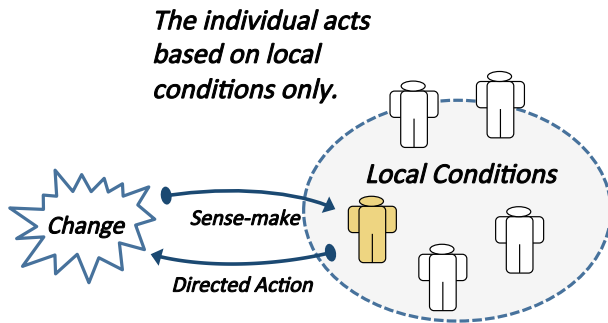 The individual acts
based on local
conditions only.
Local Conditions
Change
Sense-make
Directed Action